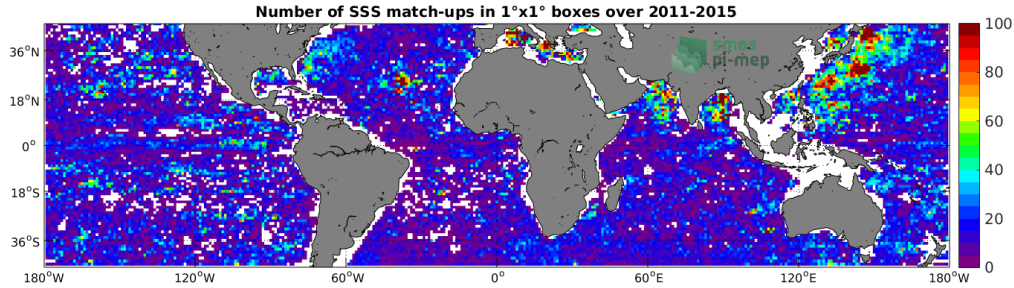 Number of SSS match-ups in 1°x1° boxes over 2011-2015
smos
pi-mep
36°N
18°N
0°
18°S
36°S
180°W
120°W
60°W
0°
60°E
120°E
180°W
100
80
60
40
20
0